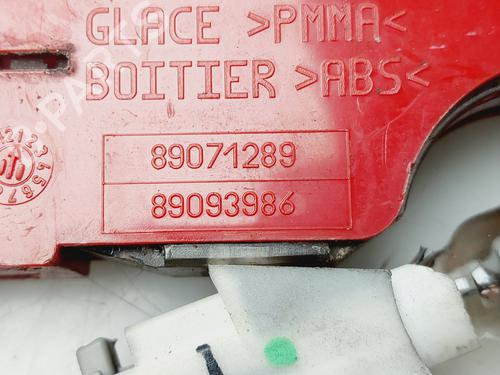 GLACE >PMMA<
BOITIER >ABS<
89071289
89093986